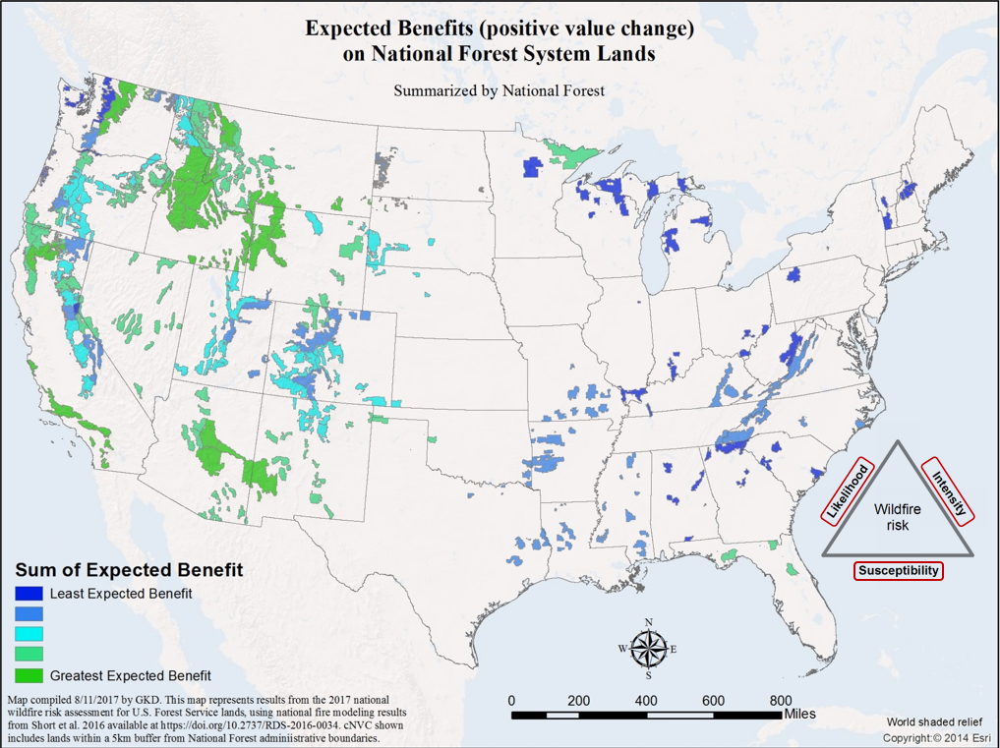 Expected Benefits (positive value change)
on National Forest System Lands
Summarized by National Forest
Likelihood
Intensity
Wildfire
risk
Susceptibility
Sum of Expected Benefit
Least Expected Benefit
Greatest Expected Benefit
Map compiled 8/11/2017 by GKD. This map represents results from the 2017 national
wildfire risk assessment for U.S. Forest Service lands, using national fire modeling results
from Short et al. 2016 available at https://doi.org/10.2737/RDS-2016-0034. cNVC shown
includes lands within a 5km buffer from National Forest adminiistrative boundaries.
N
W E
S
0 200 400 600 800
Miles
World shaded relief
Copyright:© 2014 Esri